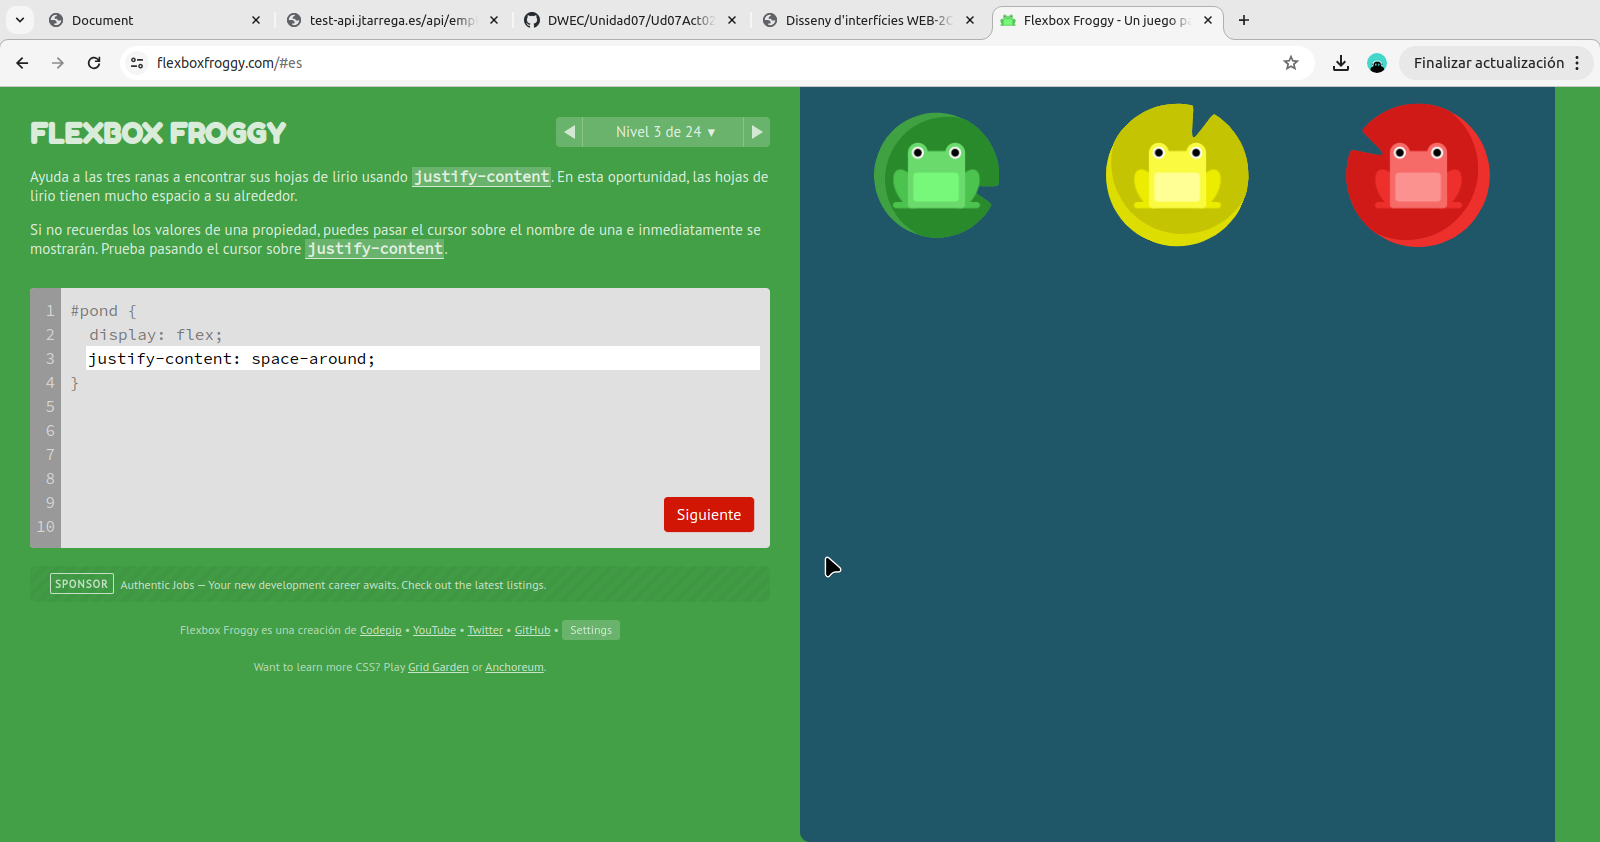 Document
test-api.jtarrega.es/api/emp
DWEC/Unidad07/Ud07Act02
Disseny d'interfícies WEB-2C
Flexbox Froggy - Un juego pa
flexboxfroggy.com/#es
Finalizar actualización
FLEXBOX FROGGY
Nivel 3 de 24 ▾
Ayuda a las tres ranas a encontrar sus hojas de lirio usando justify-content. En esta oportunidad, las hojas de
lirio tienen mucho espacio a su alrededor.
Si no recuerdas los valores de una propiedad, puedes pasar el cursor sobre el nombre de una e inmediatamente se
mostrarán. Prueba pasando el cursor sobre justify-content.
1 #pond {
2 display: flex;
3 justify-content: space-around;
4 }
5
6
7
8
9
10
Siguiente
SPONSOR Authentic Jobs — Your new development career awaits. Check out the latest listings.
Flexbox Froggy es una creación de Codepip • YouTube • Twitter • GitHub • Settings
Want to learn more CSS? Play Grid Garden or Anchoreum.